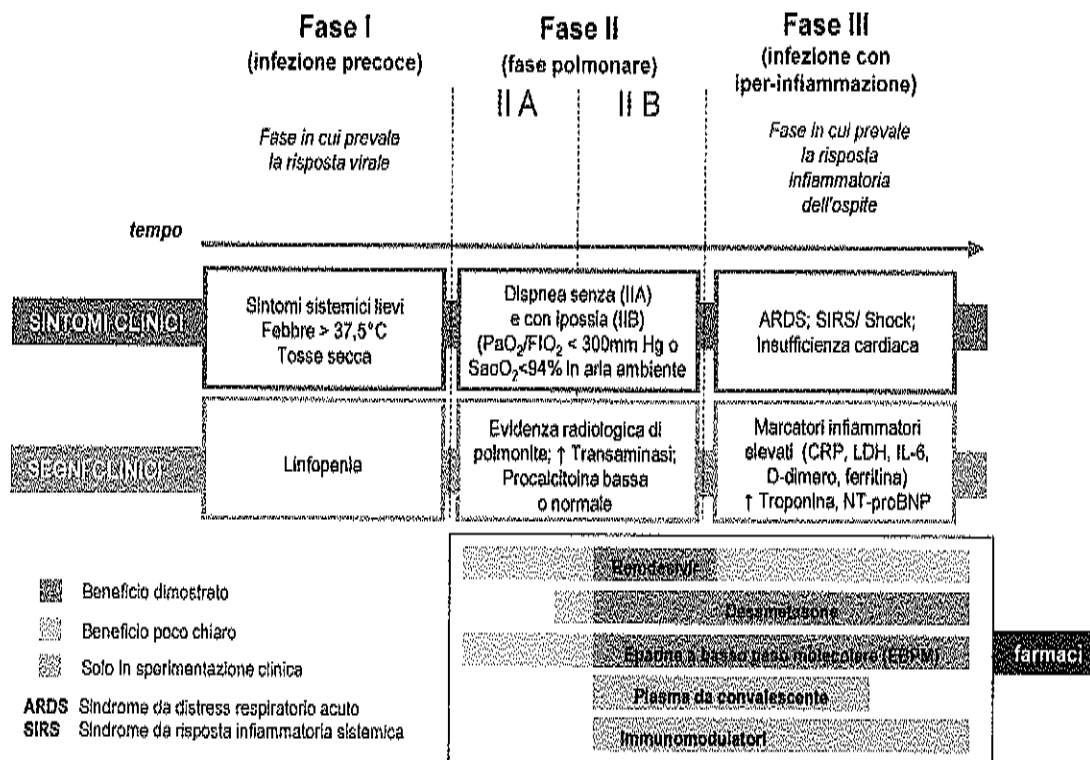 Fase I
(infezione precoce)
Fase II
(fase polmonare)
II A
II B
Fase III
(infezione con
iper-infiammazione)
Fase in cui prevale
la risposta virale
Fase in cui prevale
la risposta
infiammatoria
dell'ospite
tempo
SINTOMI CLINICI
Sintomi sistemici lievi
Febbre > 37,5°C
Tosse secca
Dispnea senza (IIA)
e con ipossia (IIB)
(PaO₂/FIO₂ < 300mm Hg o
SaoO₂<94% in aria ambiente
ARDS; SIRS/ Shock;
Insufficienza cardiaca
SEGNI CLINICI
Linfopenia
Evidenza radiologica di
polmonite; ↑ Transaminasi;
Procalcitoina bassa
o normale
Marcatori infiammatori
elevati (CRP, LDH, IL-6,
D-dimero, ferritina)
↑ Troponina, NT-proBNP
Remdesivir
Desametasone
Eparine a basso peso molecolare (EBPM)
Plasma da convalescente
Immunomodulatori
farmaci
Beneficio dimostrato
Beneficio poco chiaro
Solo in sperimentazione clinica
ARDS Sindrome da distress respiratorio acuto
SIRS Sindrome da risposta infiammatoria sistemica